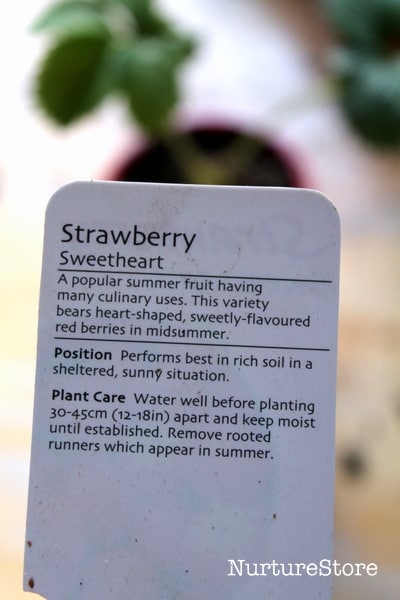 Strawberry
Sweetheart
A popular summer fruit having
many culinary uses. This variety
bears heart-shaped, sweetly-flavoured
red berries in midsummer.
Position Performs best in rich soil in a
sheltered, sunny situation.
Plant Care Water well before planting
30-45cm (12-18in) apart and keep moist
until established. Remove rooted
runners which appear in summer.
NurtureStore